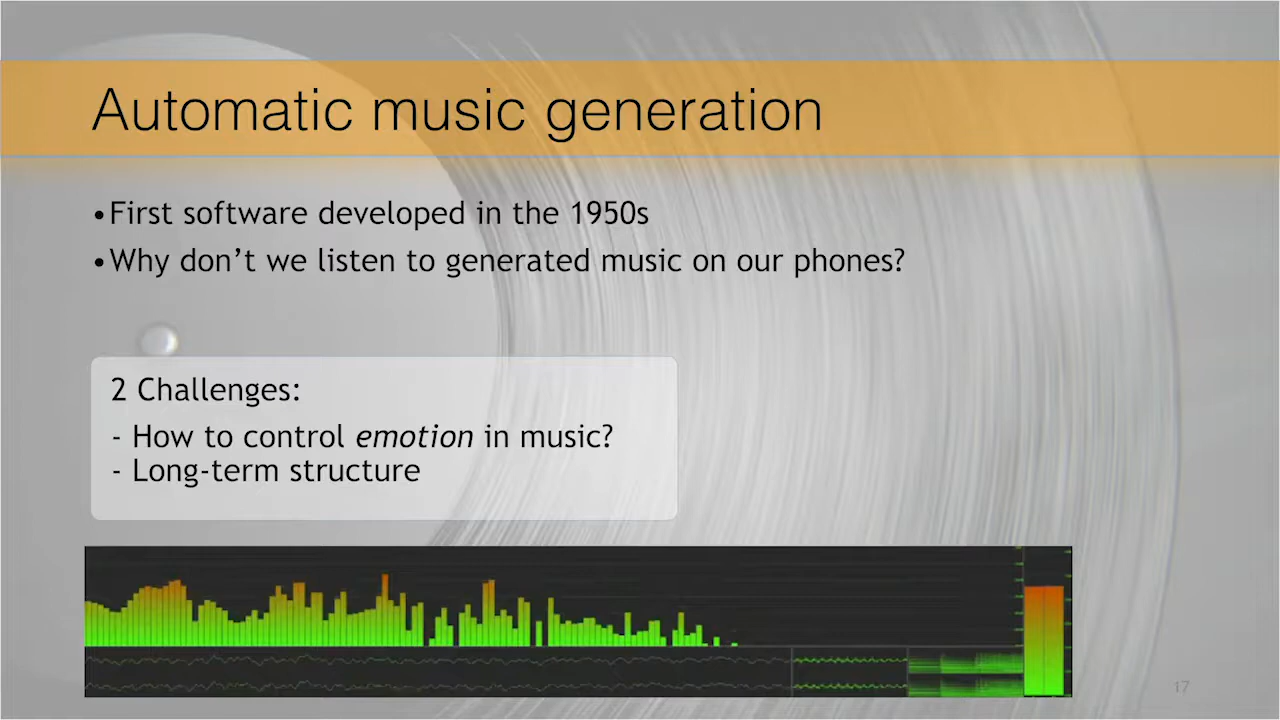 Automatic music generation
•First software developed in the 1950s
•Why don’t we listen to generated music on our phones?
2 Challenges:
- How to control emotion in music?
- Long-term structure
17